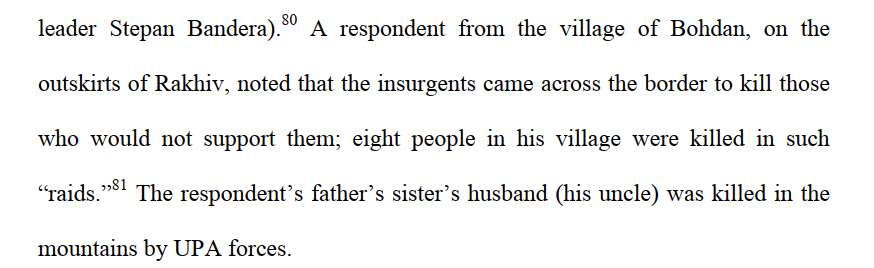 leader Stepan Bandera).80 A respondent from the village of Bohdan, on the
outskirts of Rakhiv, noted that the insurgents came across the border to kill those
who would not support them; eight people in his village were killed in such
“raids.”81 The respondent’s father’s sister’s husband (his uncle) was killed in the
mountains by UPA forces.